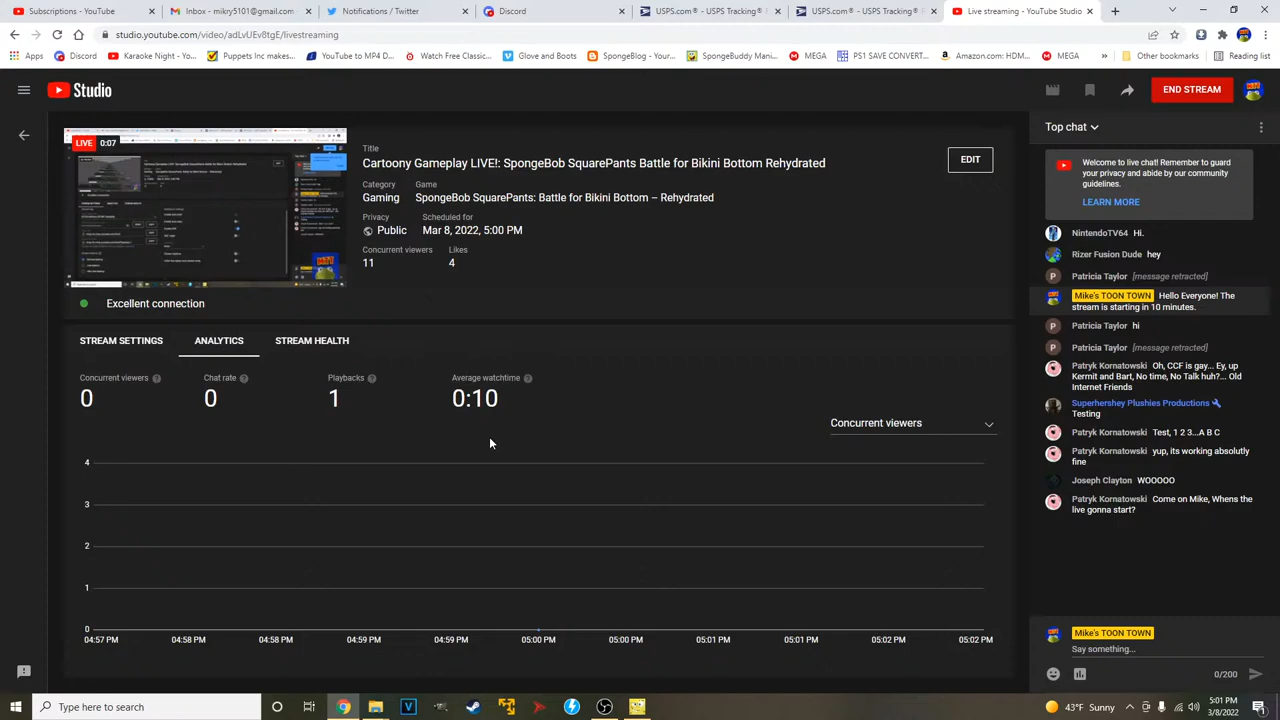 Subscriptions - YouTube
Inbox - mikry5101@gmail.com
Notifications / Twitter
Discord
USPS.com® - USPS Tracking®
USPS.com® - USPS Tracking®
Live streaming - YouTube Studio
studio.youtube.com/video/adLvUEv8tgE/livestreaming
Apps
Discord
Karaoke Night - Yo...
Puppets Inc makes...
YouTube to MP4 D...
Watch Free Classic...
Glove and Boots
SpongeBlog
SpongeBuddy Mani...
MEGA
PS1 SAVE CONVERT...
Amazon.com: HDM...
MEGA
»
Other bookmarks
Reading list
Studio
END STREAM
LIVE 0:07
Title
Cartoony Gameplay LIVE!: SpongeBob SquarePants Battle for Bikini Bottom Rehydrated
EDIT
Category Game
Gaming SpongeBob SquarePants: Battle for Bikini Bottom - Rehydrated
Privacy Scheduled for
Public Mar 8, 2022, 5:00 PM
Concurrent viewers Likes
11 4
Excellent connection
STREAM SETTINGS ANALYTICS STREAM HEALTH
Concurrent viewers Chat rate Playbacks Average watchtime
0 0 1 0:10
Concurrent viewers
4
3
2
1
0
04:57 PM 04:58 PM 04:58 PM 04:59 PM 04:59 PM 05:00 PM 05:00 PM 05:01 PM 05:01 PM 05:02 PM 05:02 PM
Top chat
Welcome to live chat! Remember to guard
your privacy and abide by our community
guidelines.
LEARN MORE
NintendoTV64 Hi.
Rizer Fusion Dude hey
Patricia Taylor [message retracted]
Mike's TOON TOWN Hello Everyone! The
stream is starting in 10 minutes.
Patricia Taylor hi
Patricia Taylor [message retracted]
Patryk Kornatowski Oh, CCF is gay... Ey, up
Kermit and Bart, No time, No Talk huh?... Old
Internet Friends
Superhershey Plushies Productions
Testing
Patryk Kornatowski Test, 1 2 3...A B C
Patryk Kornatowski yup, its working absolutly
fine
Joseph Clayton WOOOOO
Patryk Kornatowski Come on Mike, Whens the
live gonna start?
Mike's TOON TOWN
Say something...
0/200
Type here to search
43°F Sunny
5:01 PM
3/8/2022